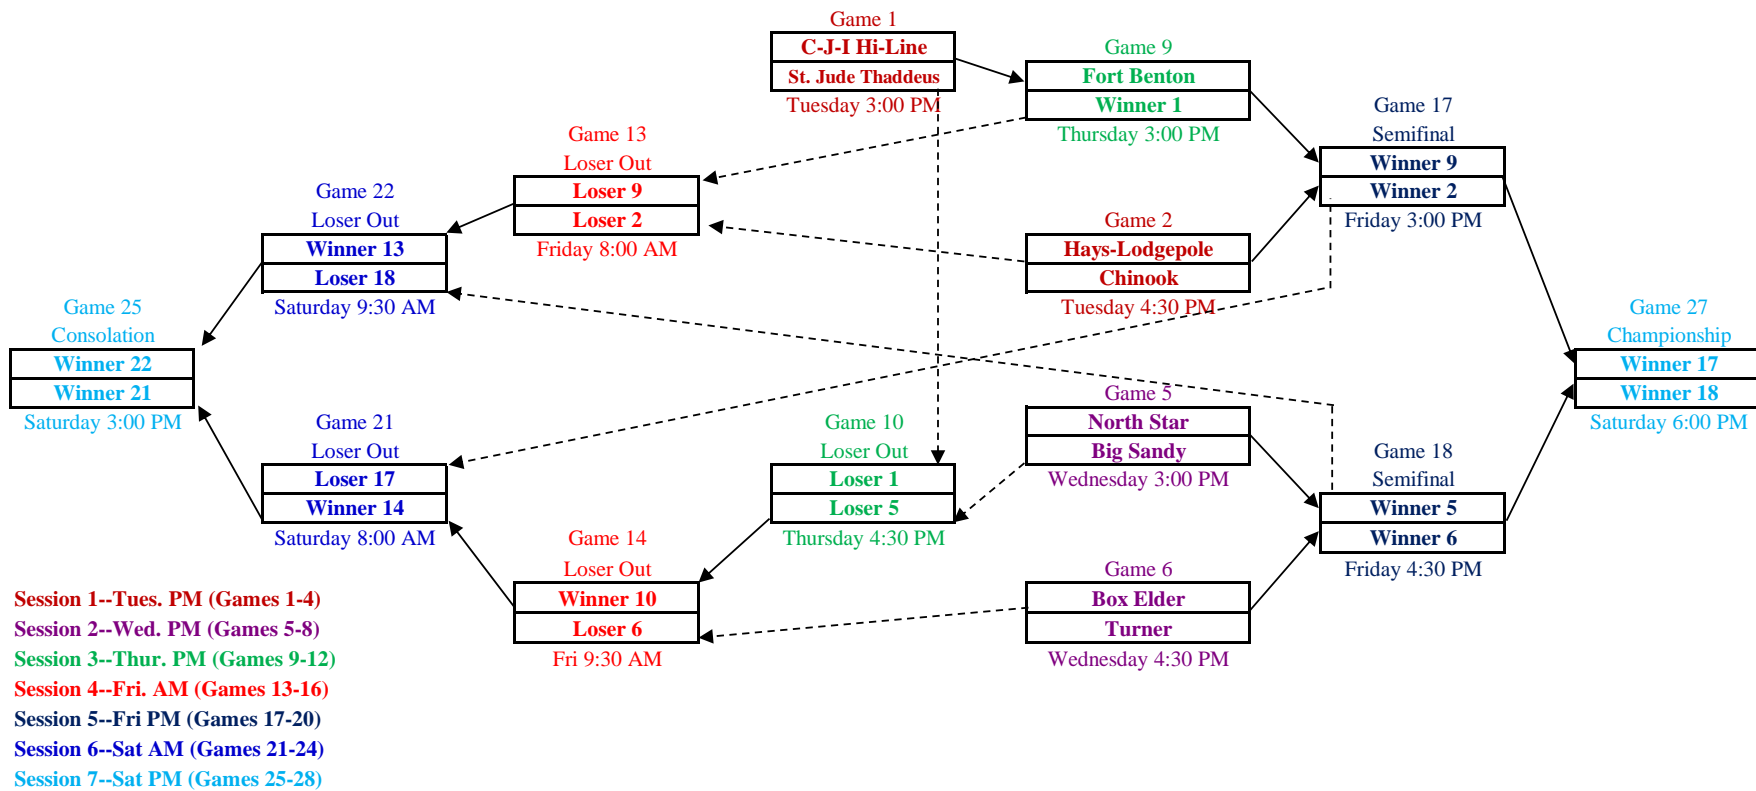 Game 1
C-J-I Hi-Line
St. Jude Thaddeus
Tuesday 3:00 PM
Game 9
Fort Benton
Winner 1
Thursday 3:00 PM
Game 17
Semifinal
Winner 9
Winner 2
Friday 3:00 PM
Game 13
Loser Out
Loser 9
Loser 2
Friday 8:00 AM
Game 22
Loser Out
Winner 13
Loser 18
Saturday 9:30 AM
Game 2
Hays-Lodgepole
Chinook
Tuesday 4:30 PM
Game 25
Consolation
Winner 22
Winner 21
Saturday 3:00 PM
Game 27
Championship
Winner 17
Winner 18
Saturday 6:00 PM
Game 21
Loser Out
Loser 17
Winner 14
Saturday 8:00 AM
Game 10
Loser Out
Loser 1
Loser 5
Thursday 4:30 PM
Game 5
North Star
Big Sandy
Wednesday 3:00 PM
Game 18
Semifinal
Winner 5
Winner 6
Friday 4:30 PM
Game 14
Loser Out
Winner 10
Loser 6
Fri 9:30 AM
Game 6
Box Elder
Turner
Wednesday 4:30 PM
Session 1--Tues. PM (Games 1-4)
Session 2--Wed. PM (Games 5-8)
Session 3--Thur. PM (Games 9-12)
Session 4--Fri. AM (Games 13-16)
Session 5--Fri PM (Games 17-20)
Session 6--Sat AM (Games 21-24)
Session 7--Sat PM (Games 25-28)